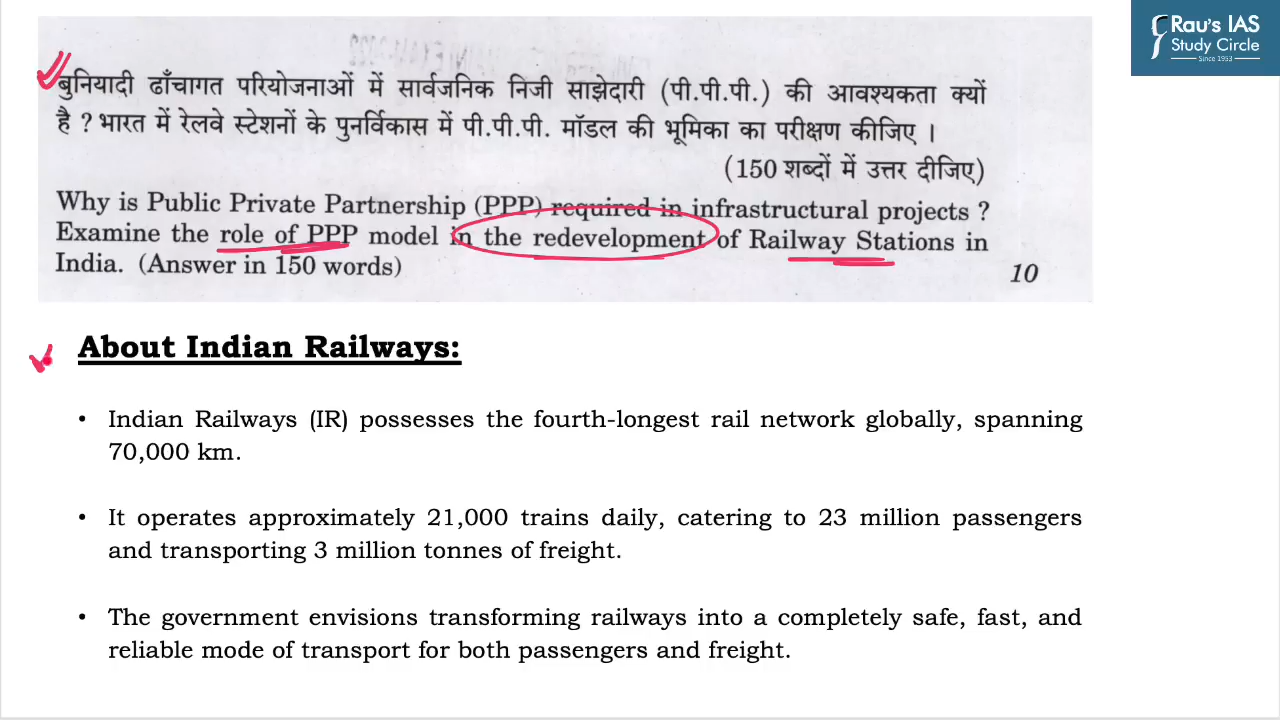 Rau's IAS
Study Circle
Since 1953
बुनियादी ढाँचागत परियोजनाओं में सार्वजनिक निजी साझेदारी (पी.पी.पी.) की आवश्यकता क्यों
है ? भारत में रेलवे स्टेशनों के पुनर्विकास में पी.पी.पी. मॉडल की भूमिका का परीक्षण कीजिए ।
(150 शब्दों में उत्तर दीजिए)
Why is Public Private Partnership (PPP) required in infrastructural projects ?
Examine the role of PPP model in the redevelopment of Railway Stations in
India. (Answer in 150 words)
10
About Indian Railways:
• Indian Railways (IR) possesses the fourth-longest rail network globally, spanning
70,000 km.
• It operates approximately 21,000 trains daily, catering to 23 million passengers
and transporting 3 million tonnes of freight.
• The government envisions transforming railways into a completely safe, fast, and
reliable mode of transport for both passengers and freight.